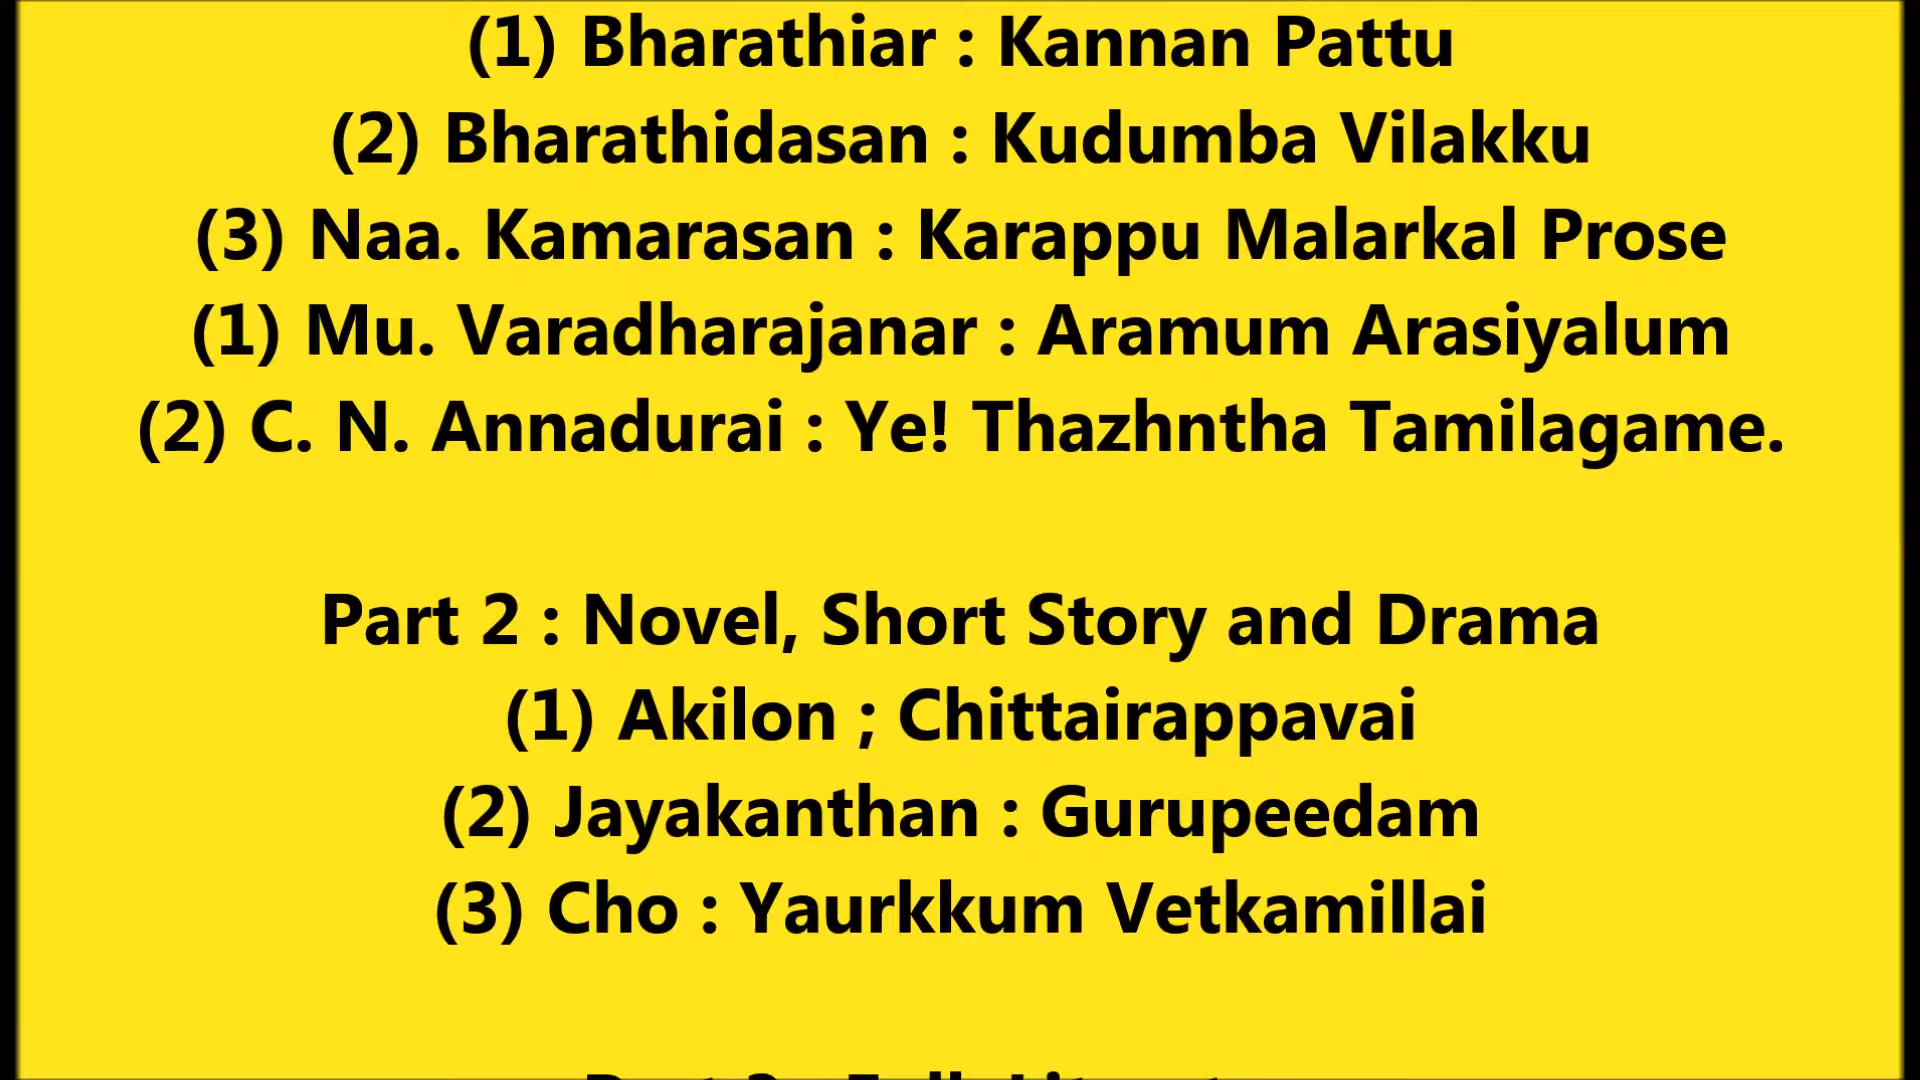 (1) Bharathiar : Kannan Pattu
(2) Bharathidasan : Kudumba Vilakku
(3) Naa. Kamarasan : Karappu Malarkal Prose
(1) Mu. Varadharajanar : Aramum Arasiyalum
(2) C. N. Annadurai : Ye! Thazhntha Tamilagame.
Part 2 : Novel, Short Story and Drama
(1) Akilon ; Chittairappavai
(2) Jayakanthan : Gurupeedam
(3) Cho : Yaurkkum Vetkamillai